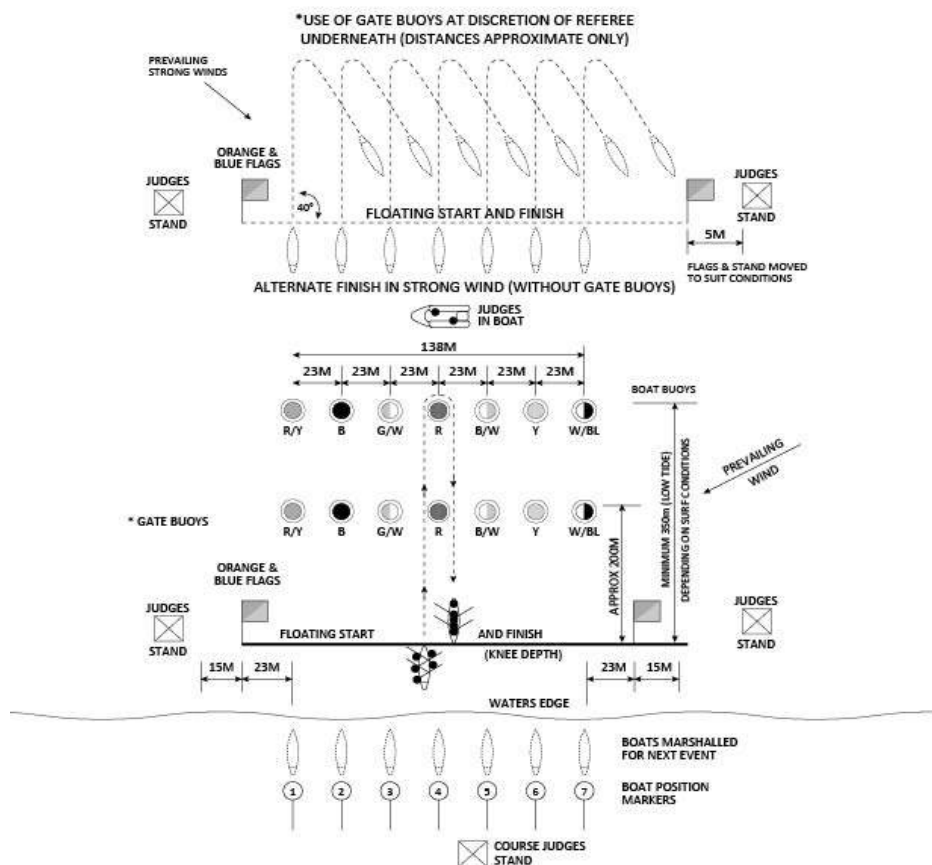 *USE OF GATE BUOYS AT DISCRETION OF REFEREE
UNDERNEATH (DISTANCES APPROXIMATE ONLY)
PREVAILING
STRONG WINDS
ORANGE &
BLUE FLAGS
JUDGES
STAND
40°
FLOATING START AND FINISH
JUDGES
STAND
5M
FLAGS & STAND MOVED
TO SUIT CONDITIONS
ALTERNATE FINISH IN STRONG WIND (WITHOUT GATE BUOYS)
JUDGES
IN BOAT
138M
23M 23M 23M 23M 23M 23M
BOAT BUOYS
R/Y B G/W R B/W Y W/BL
PREVAILING
WIND
MINIMUM 350m (LOW TIDE)
DEPENDING ON SURF CONDITIONS
* GATE BUOYS
R/Y B G/W R B/W Y W/BL
APPROX 200M
ORANGE &
BLUE FLAGS
JUDGES
STAND
FLOATING START AND FINISH
(KNEE DEPTH)
JUDGES
STAND
15M 23M 23M 15M
WATERS EDGE
BOATS MARSHALLED
FOR NEXT EVENT
1 2 3 4 5 6 7
BOAT POSITION
MARKERS
COURSE JUDGES
STAND